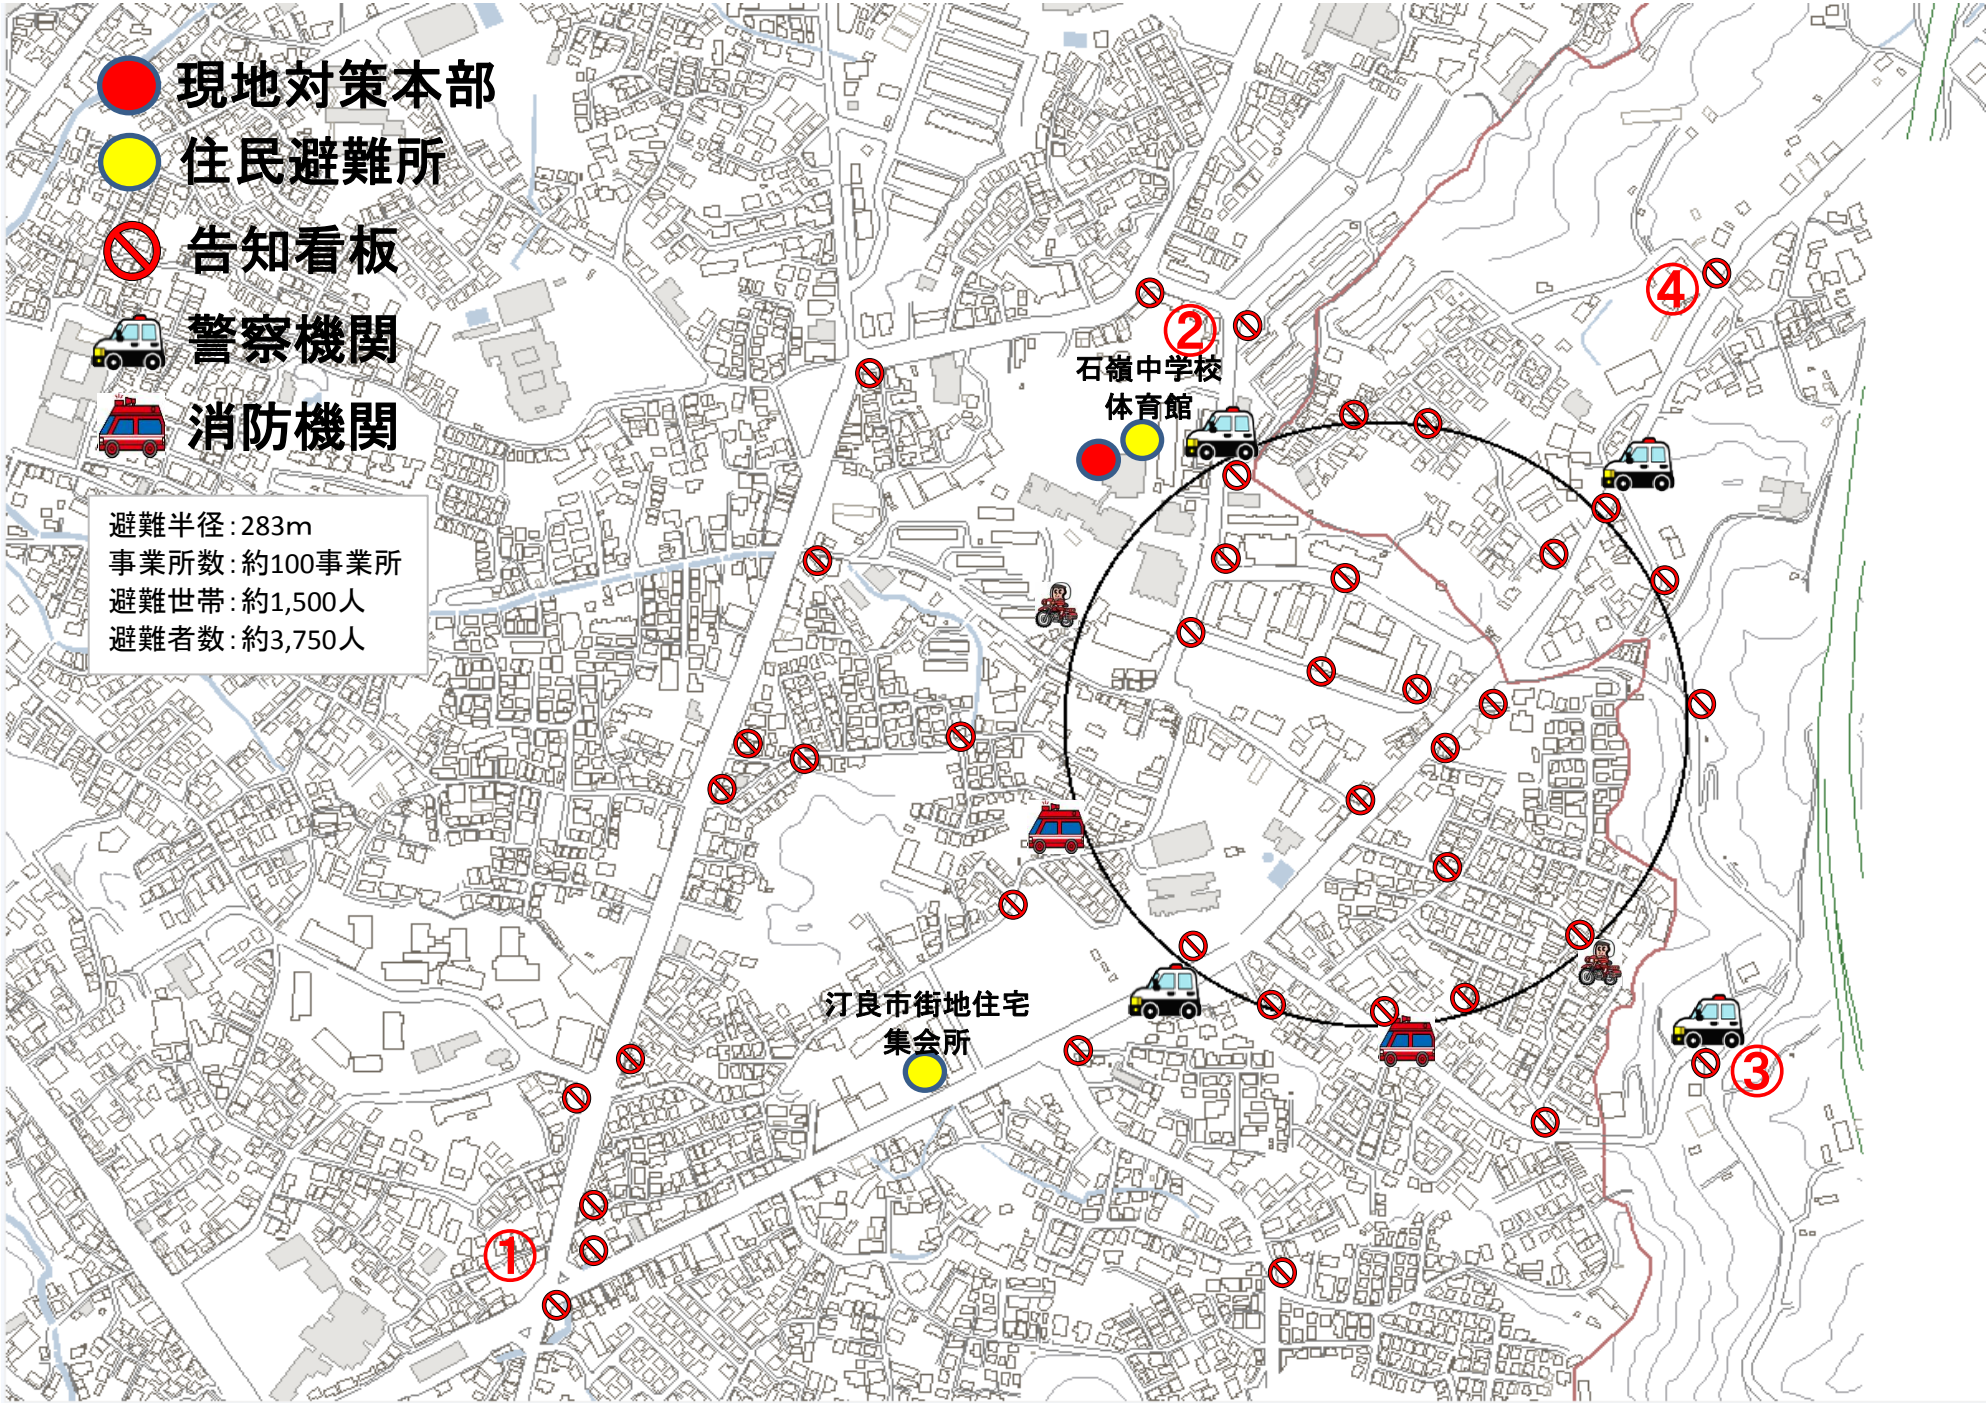 現地対策本部
住民避難所
告知看板
警察機関
消防機関
避難半径：283m
事業所数：約100事業所
避難世帯：約1,500人
避難者数：約3,750人
④
②
石嶺中学校
体育館
汀良市街地住宅
集会所
③
①